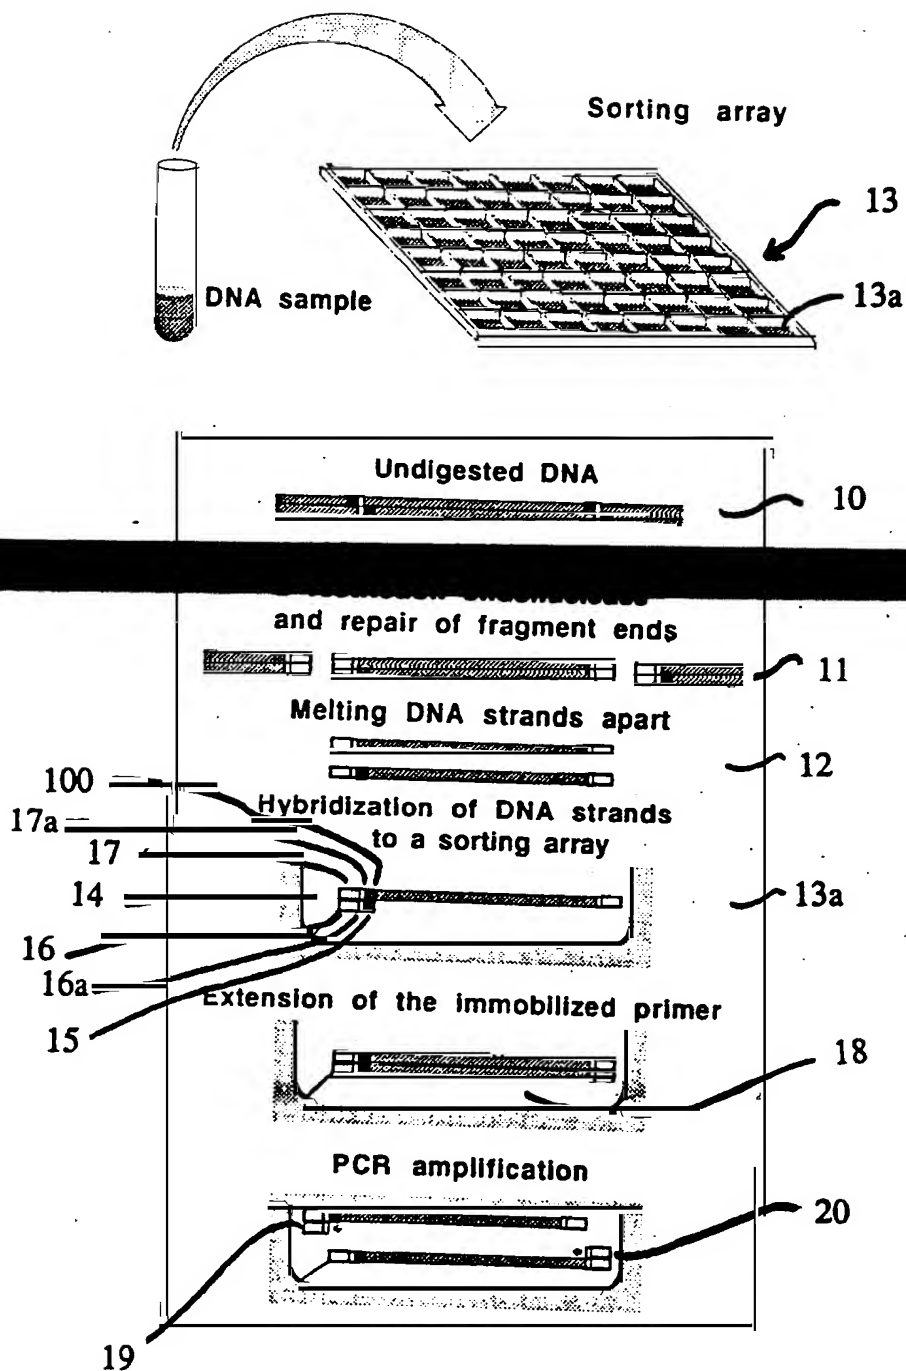 Sorting array
13
13a
DNA sample
Undigested DNA
10
and repair of fragment ends
11
Melting DNA strands apart
12
100
Hybridization of DNA strands
to a sorting array
17a
17
14
13a
16
16a
15
Extension of the immobilized primer
18
PCR amplification
20
19